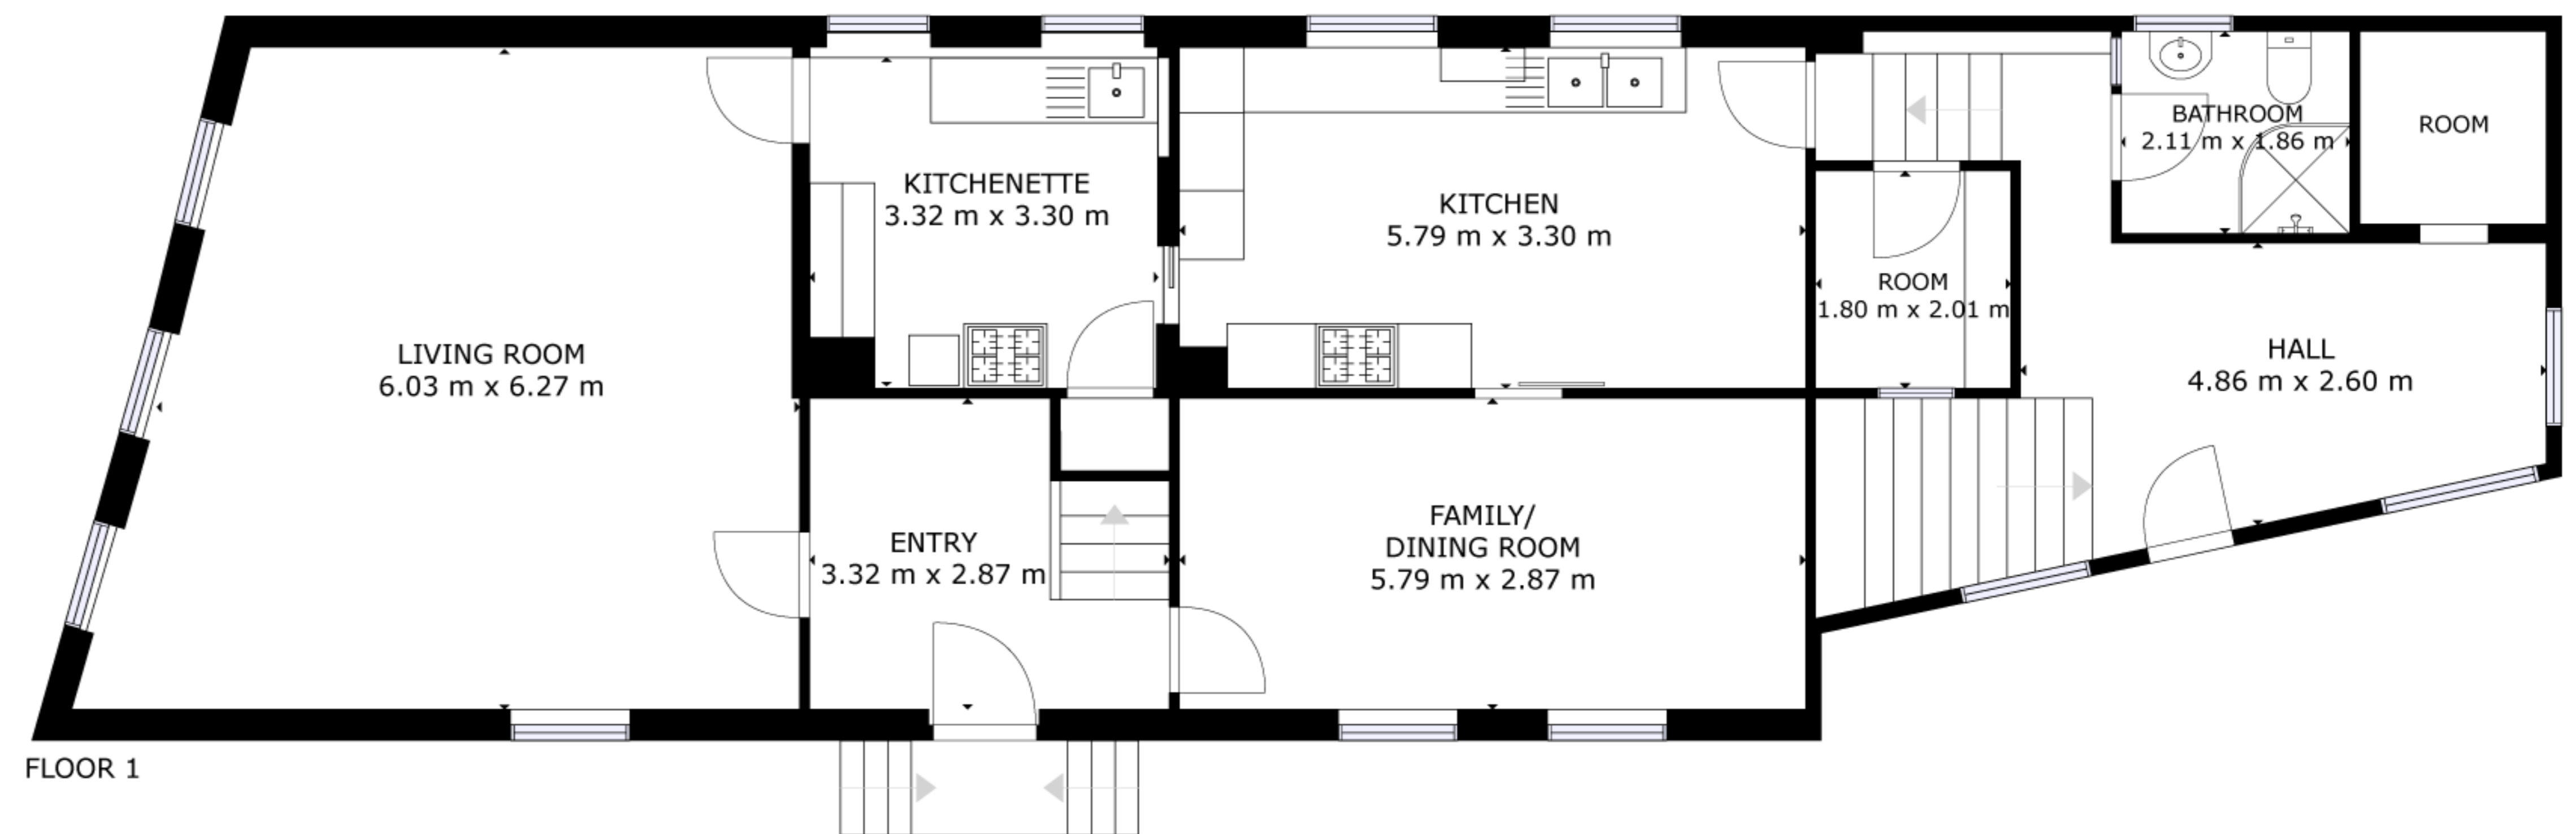 LIVING ROOM
6.03 m x 6.27 m
KITCHENETTE
3.32 m x 3.30 m
KITCHEN
5.79 m x 3.30 m
BATHROOM
2.11 m x 1.86 m
ROOM
ROOM
1.80 m x 2.01 m
HALL
4.86 m x 2.60 m
ENTRY
3.32 m x 2.87 m
FAMILY/
DINING ROOM
5.79 m x 2.87 m
FLOOR 1